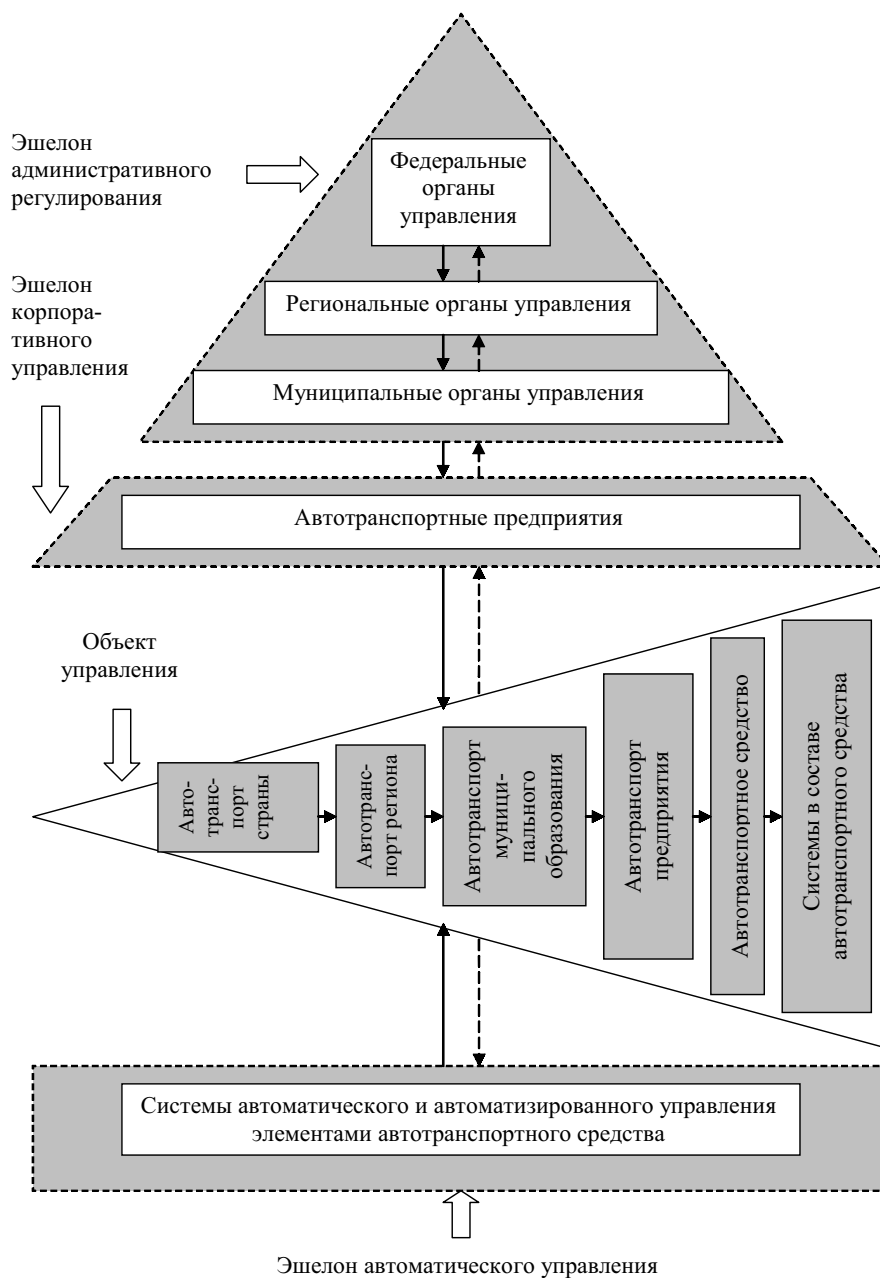 Эшелон
административного
регулирования
Федеральные
органы
управления
Эшелон
корпора-
тивного
управления
Региональные органы управления
Муниципальные органы управления
Автотранспортные предприятия
Объект
управления
Авто-
транс-
порт
страны
Автотранс-
порт региона
Автотранспорт
муници-
пального
образования
Автотранспорт
предприятия
Автотранспортное средство
Системы в составе
автотранспортного средства
Системы автоматического и автоматизированного управления
элементами автотранспортного средства
Эшелон автоматического управления